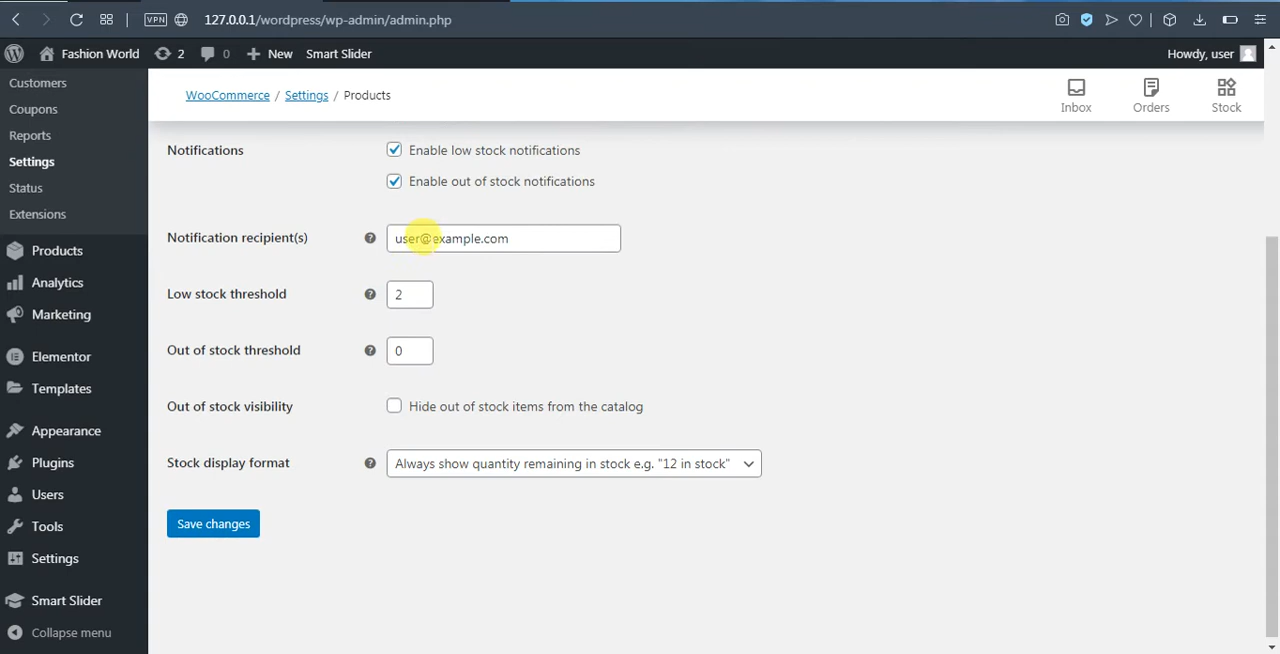 VPN 127.0.0.1/wordpress/wp-admin/admin.php
Fashion World 2 0 New Smart Slider Howdy, user
Customers
Coupons
Reports
Settings
Status
Extensions
Products
Analytics
Marketing
Elementor
Templates
Appearance
Plugins
Users
Tools
Settings
Smart Slider
Collapse menu
WooCommerce / Settings / Products
Inbox Orders Stock
Notifications Enable low stock notifications
Enable out of stock notifications
Notification recipient(s) ? user@example.com
Low stock threshold ? 2
Out of stock threshold ? 0
Out of stock visibility Hide out of stock items from the catalog
Stock display format ? Always show quantity remaining in stock e.g. "12 in stock"
Save changes